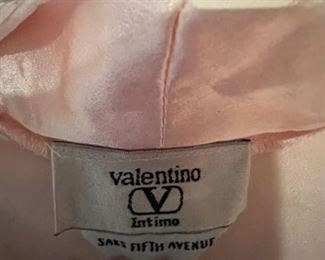 Valentino
V
Intimo
SAKS FIFTH AVENUE